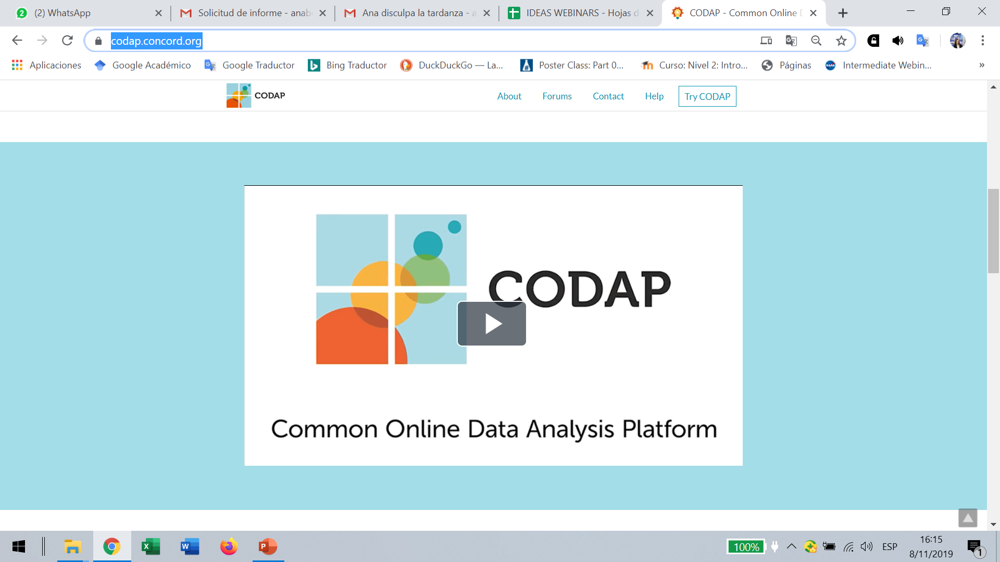 2 (2) WhatsApp
Solicitud de informe - anab
Ana disculpa la tardanza - a
IDEAS WEBINARS - Hojas d
CODAP - Common Online D
codap.concord.org
Aplicaciones
Google Académico
Google Traductor
Bing Traductor
DuckDuckGo — La...
Poster Class: Part 0...
Curso: Nivel 2: Intro...
Páginas
Intermediate Webin...
»
CODAP
About
Forums
Contact
Help
Try CODAP
CODAP
Common Online Data Analysis Platform
100%
ESP
16:15
8/11/2019
1